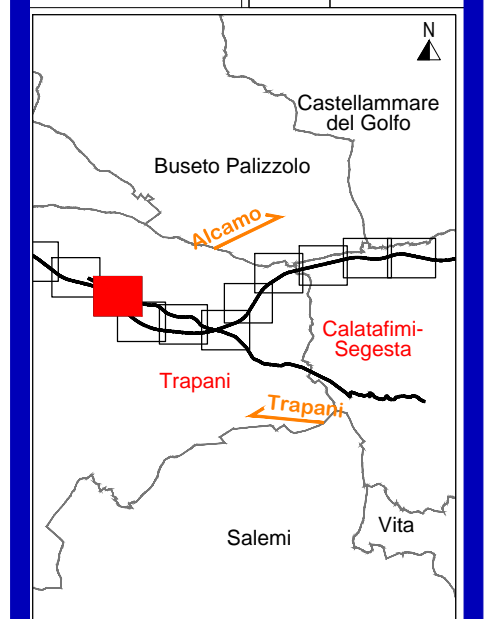 N
Castellammare
del Golfo
Buseto Palizzolo
Alcamo
Calatafimi-
Segesta
Trapani
Trapani
Salemi
Vita